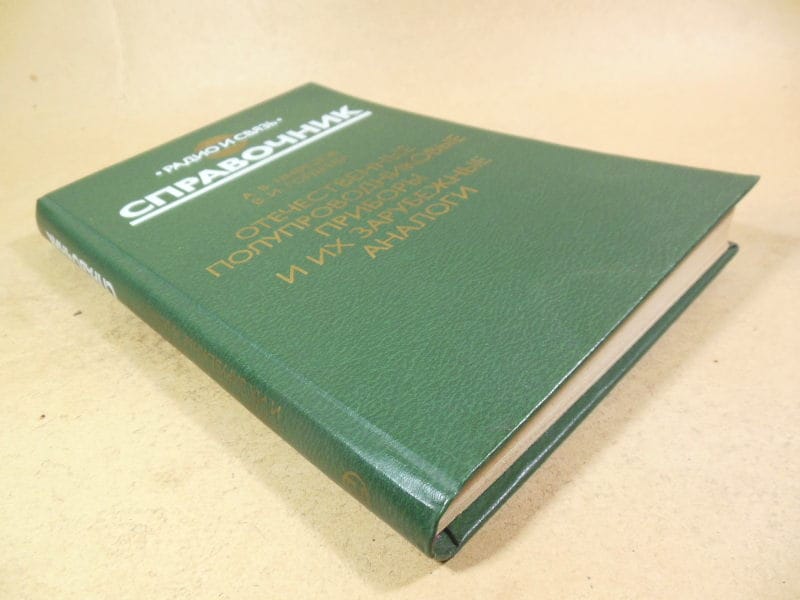 • РАДИО И СВЯЗЬ •
СПРАВОЧНИК
А. В.
В. И.
ОТЕЧЕСТВЕННЫЕ
ПОЛУПРОВОДНИКОВЫЕ
ПРИБОРЫ
И ИХ ЗАРУБЕЖНЫЕ
АНАЛОГИ